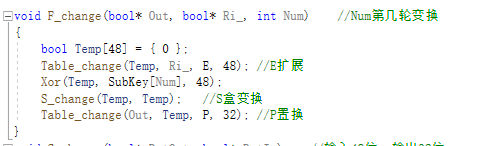 void F_change(bool* Out, bool* Ri_, int Num)    //Num第几轮变换
{
    bool Temp[48] = { 0 };
    Table_change(Temp, Ri_, E, 48); //E扩展
    Xor(Temp, SubKey[Num], 48);
    S_change(Temp, Temp);   //S盒变换
    Table_change(Out, Temp, P, 32); //P置换
}